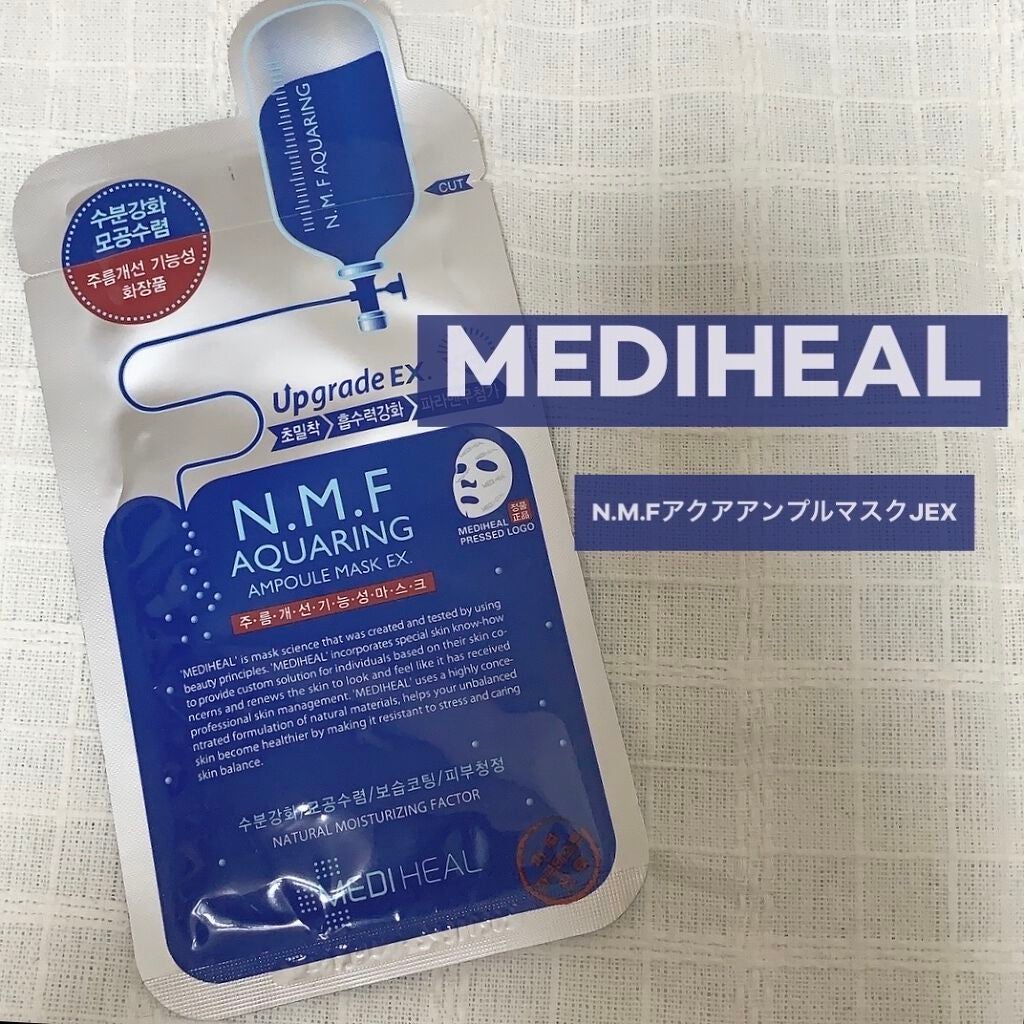 N.M.F AQUARING
CUT
수분강화
모공수렴
주름개선 기능성
화장품
Upgrade EX.
초밀착
흡수력강화
MEDIHEAL
N.M.FアクアアンプルマスクJEX
N.M.F
AQUARING
AMPOULE MASK EX.
주·름·개·선·기·능·성·마·스·크
정품
正品
MEDIHEAL
PRESSED LOGO
'MEDIHEAL' is mask science that was created and tested by using
beauty principles. 'MEDIHEAL' incorporates special skin know-how
to provide custom solution for individuals based on their skin co-
ncerns and renews the skin to look and feel like it has received
professional skin management. 'MEDIHEAL' uses a highly conce-
ntrated formulation of natural materials, helps your unbalanced
skin become healthier by making it resistant to stress and caring
skin balance.
수분강화/모공수렴/보습코팅/피부청정
NATURAL MOISTURIZING FACTOR
MEDIHEAL